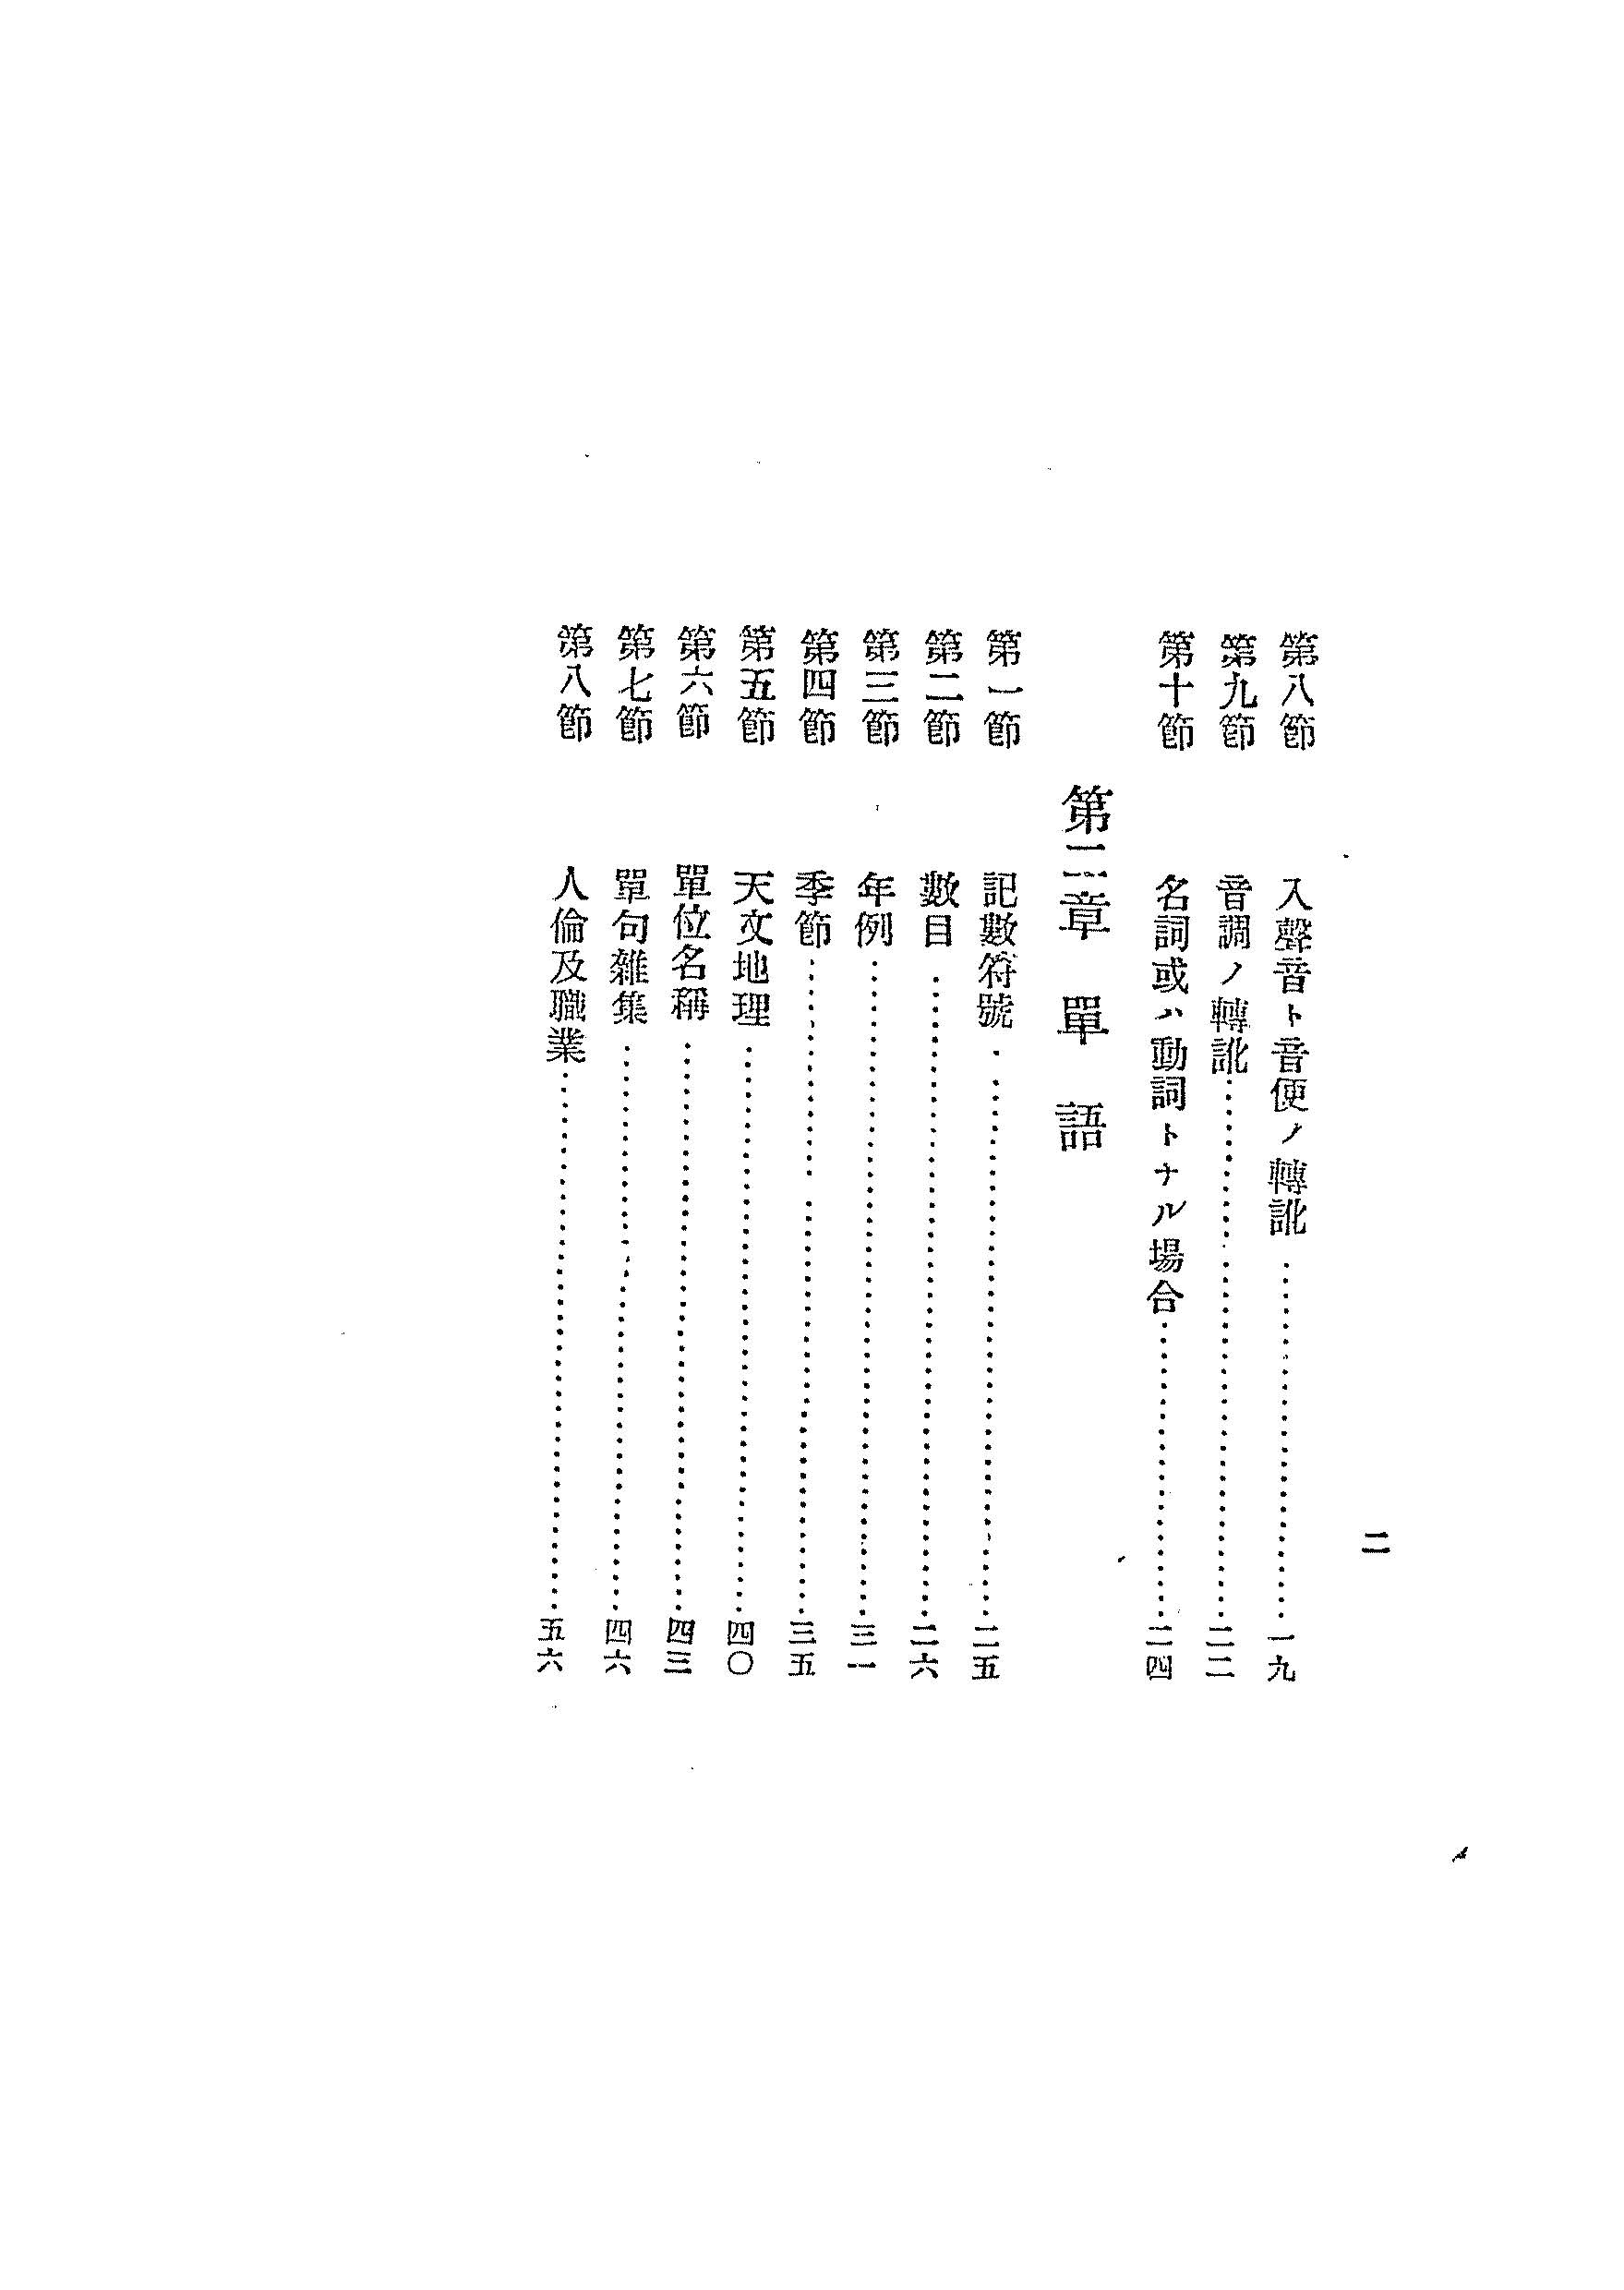 二
第八節 入聲音ト音便ノ轉訛……一九
第九節 音調ノ轉訛……二二
第十節 名詞或ハ動詞トナル場合……二四
第二章 單語
第一節 記數符號……二五
第二節 數目……二六
第三節 年例……三一
第四節 季節……三五
第五節 天文地理……四〇
第六節 單位名稱……四三
第七節 單句雜集……四六
第八節 人倫及職業……五六